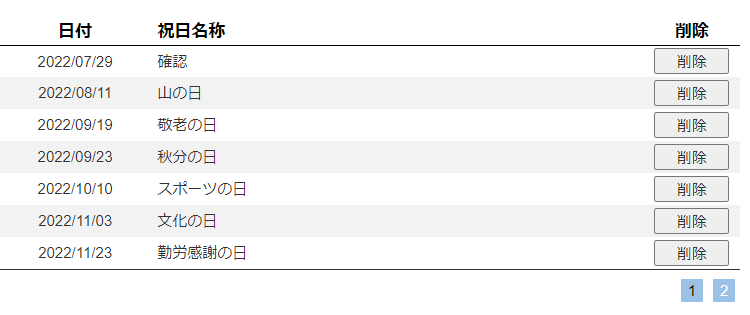 日付 祝日名称 削除
2022/07/29 確認 削除
2022/08/11 山の日 削除
2022/09/19 敬老の日 削除
2022/09/23 秋分の日 削除
2022/10/10 スポーツの日 削除
2022/11/03 文化の日 削除
2022/11/23 勤労感謝の日 削除
1 2